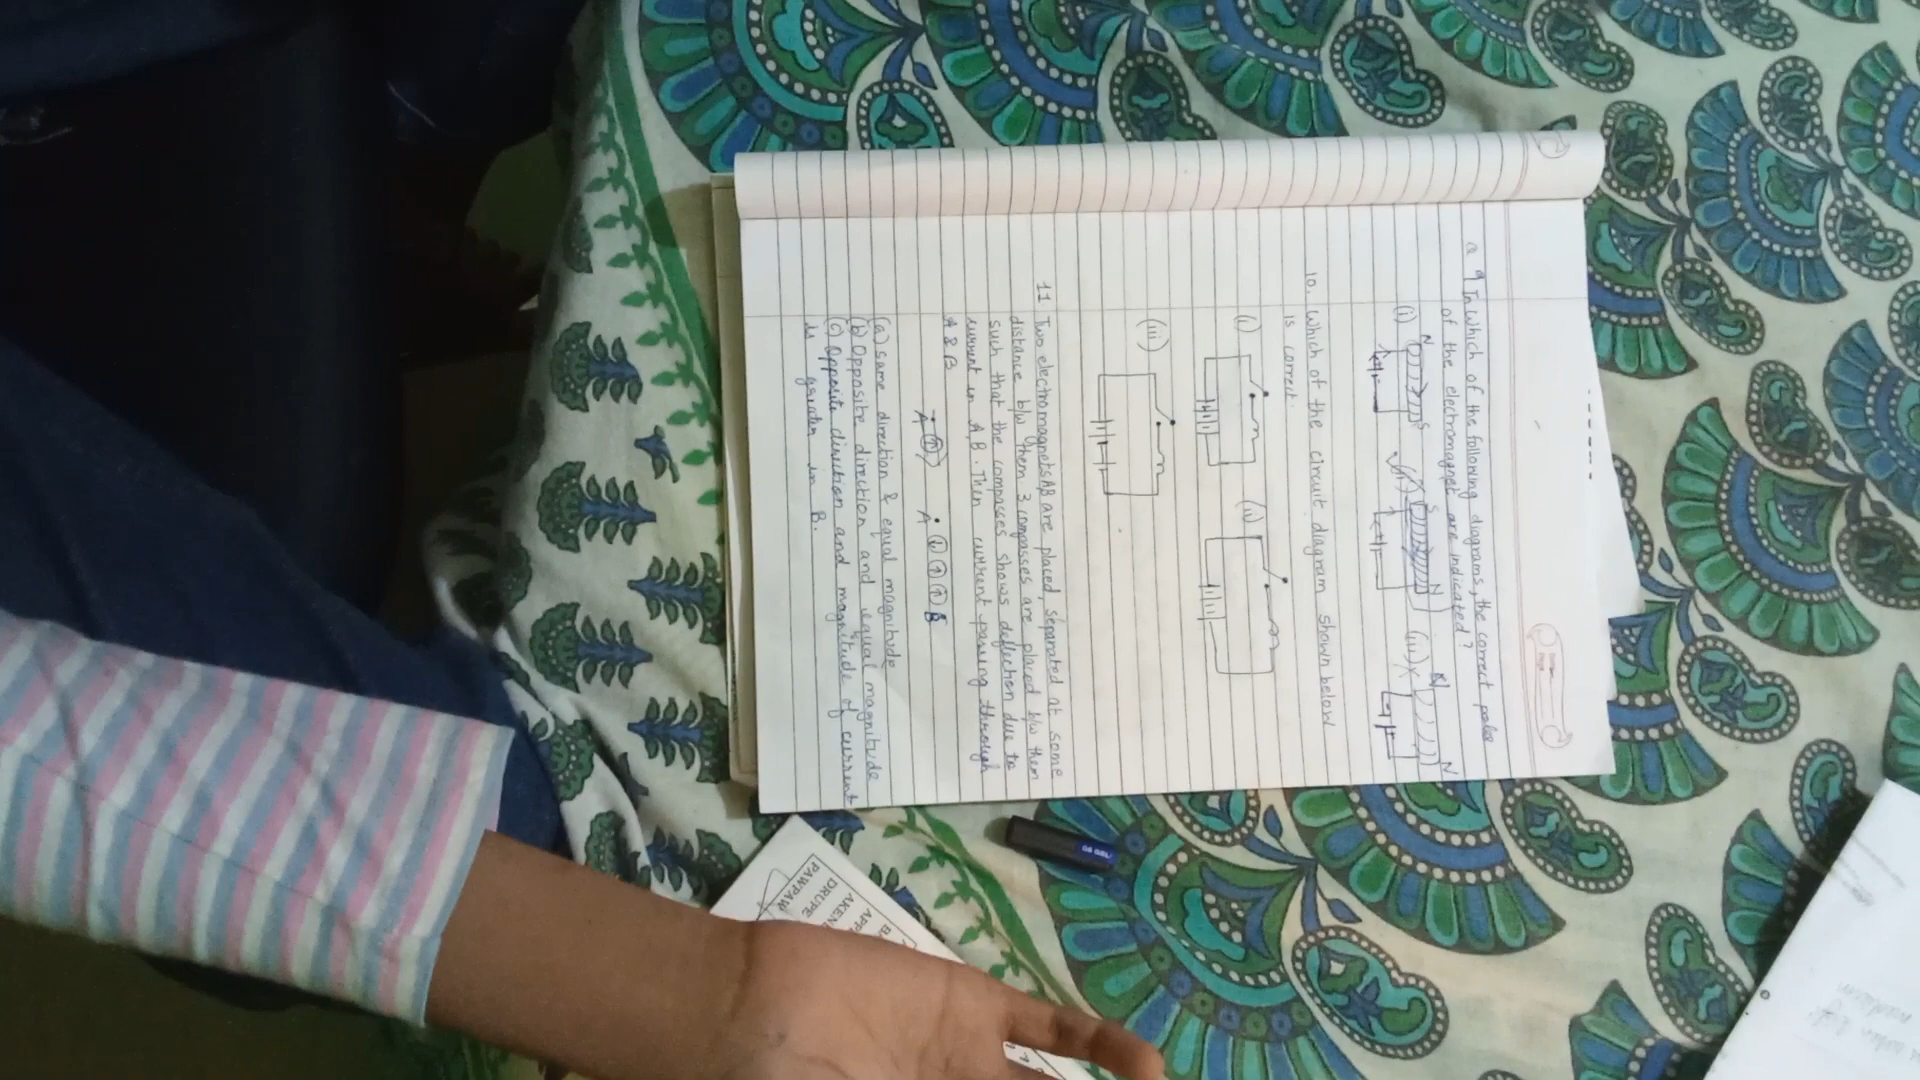 a 9 In Which of the following diagrams, the correct poles
of the electromagnet are indicated?
(i) N S
S N
(iii) N N
10. Which of the circuit diagram shown below
is correct.
(i) (ii)
(iii)
11 Two electromagnets AB are placed, separated at some
distance b/w them 3 compasses are placed b/w them
such that the compasses shows deflection due to
current in A, B. Then current passing through
A & B
A A B
(a) same direction & equal magnitude
(b) Opposite direction and equal magnitude
(c) Opposite direction and magnitude of current
is greater in B.
PAWPAW
DRUPE